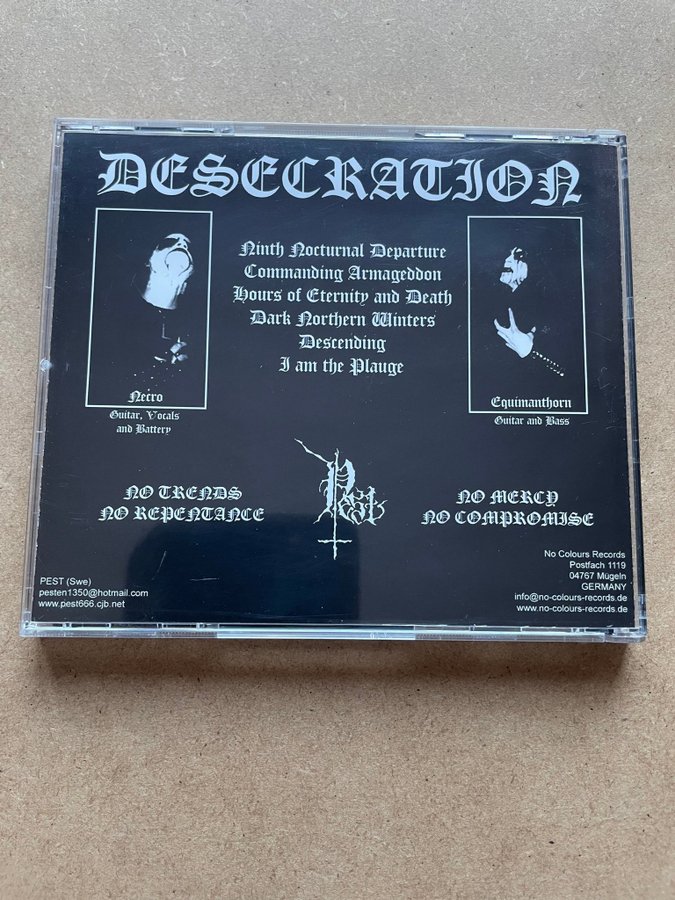 DESECRATION
Ninth Nocturnal Departure
Commanding Armageddon
Hours of Eternity and Death
Dark Northern Winters
Descending
I am the Plauge
Necro
Guitar, Vocals
and Battery
Equimanthorn
Guitar and Bass
NO TRENDS
NO REPENTANCE
Pest
NO MERCY
NO COMPROMISE
PEST (Swe)
pesten1350@hotmail.com
www.pest666.cjb.net
No Colours Records
Postfach 1119
04767 Mügeln
GERMANY
info@no-colours-records.de
www.no-colours-records.de